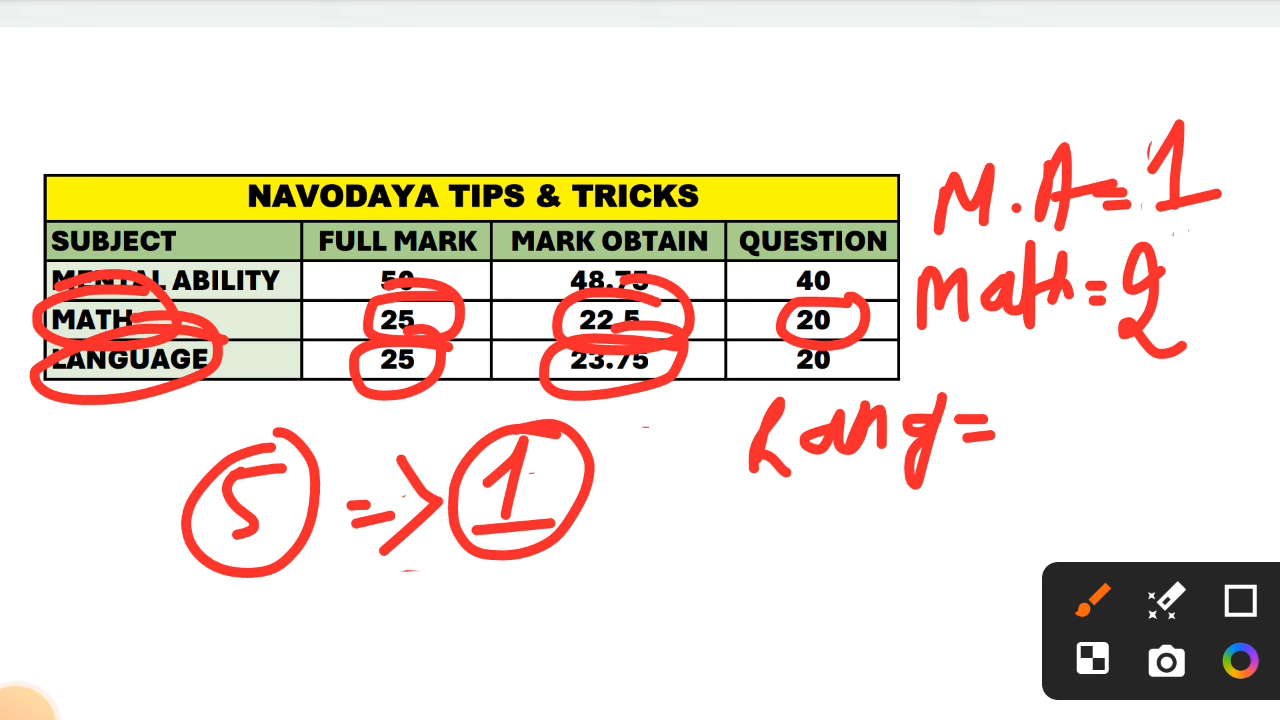 NAVODAYA TIPS & TRICKS
SUBJECT FULL MARK MARK OBTAIN QUESTION
MENTAL ABILITY 50 48.75 40
MATH 25 22.5 20
LANGUAGE 25 23.75 20
M.A=1
Math=2
Lang=
5 => 1